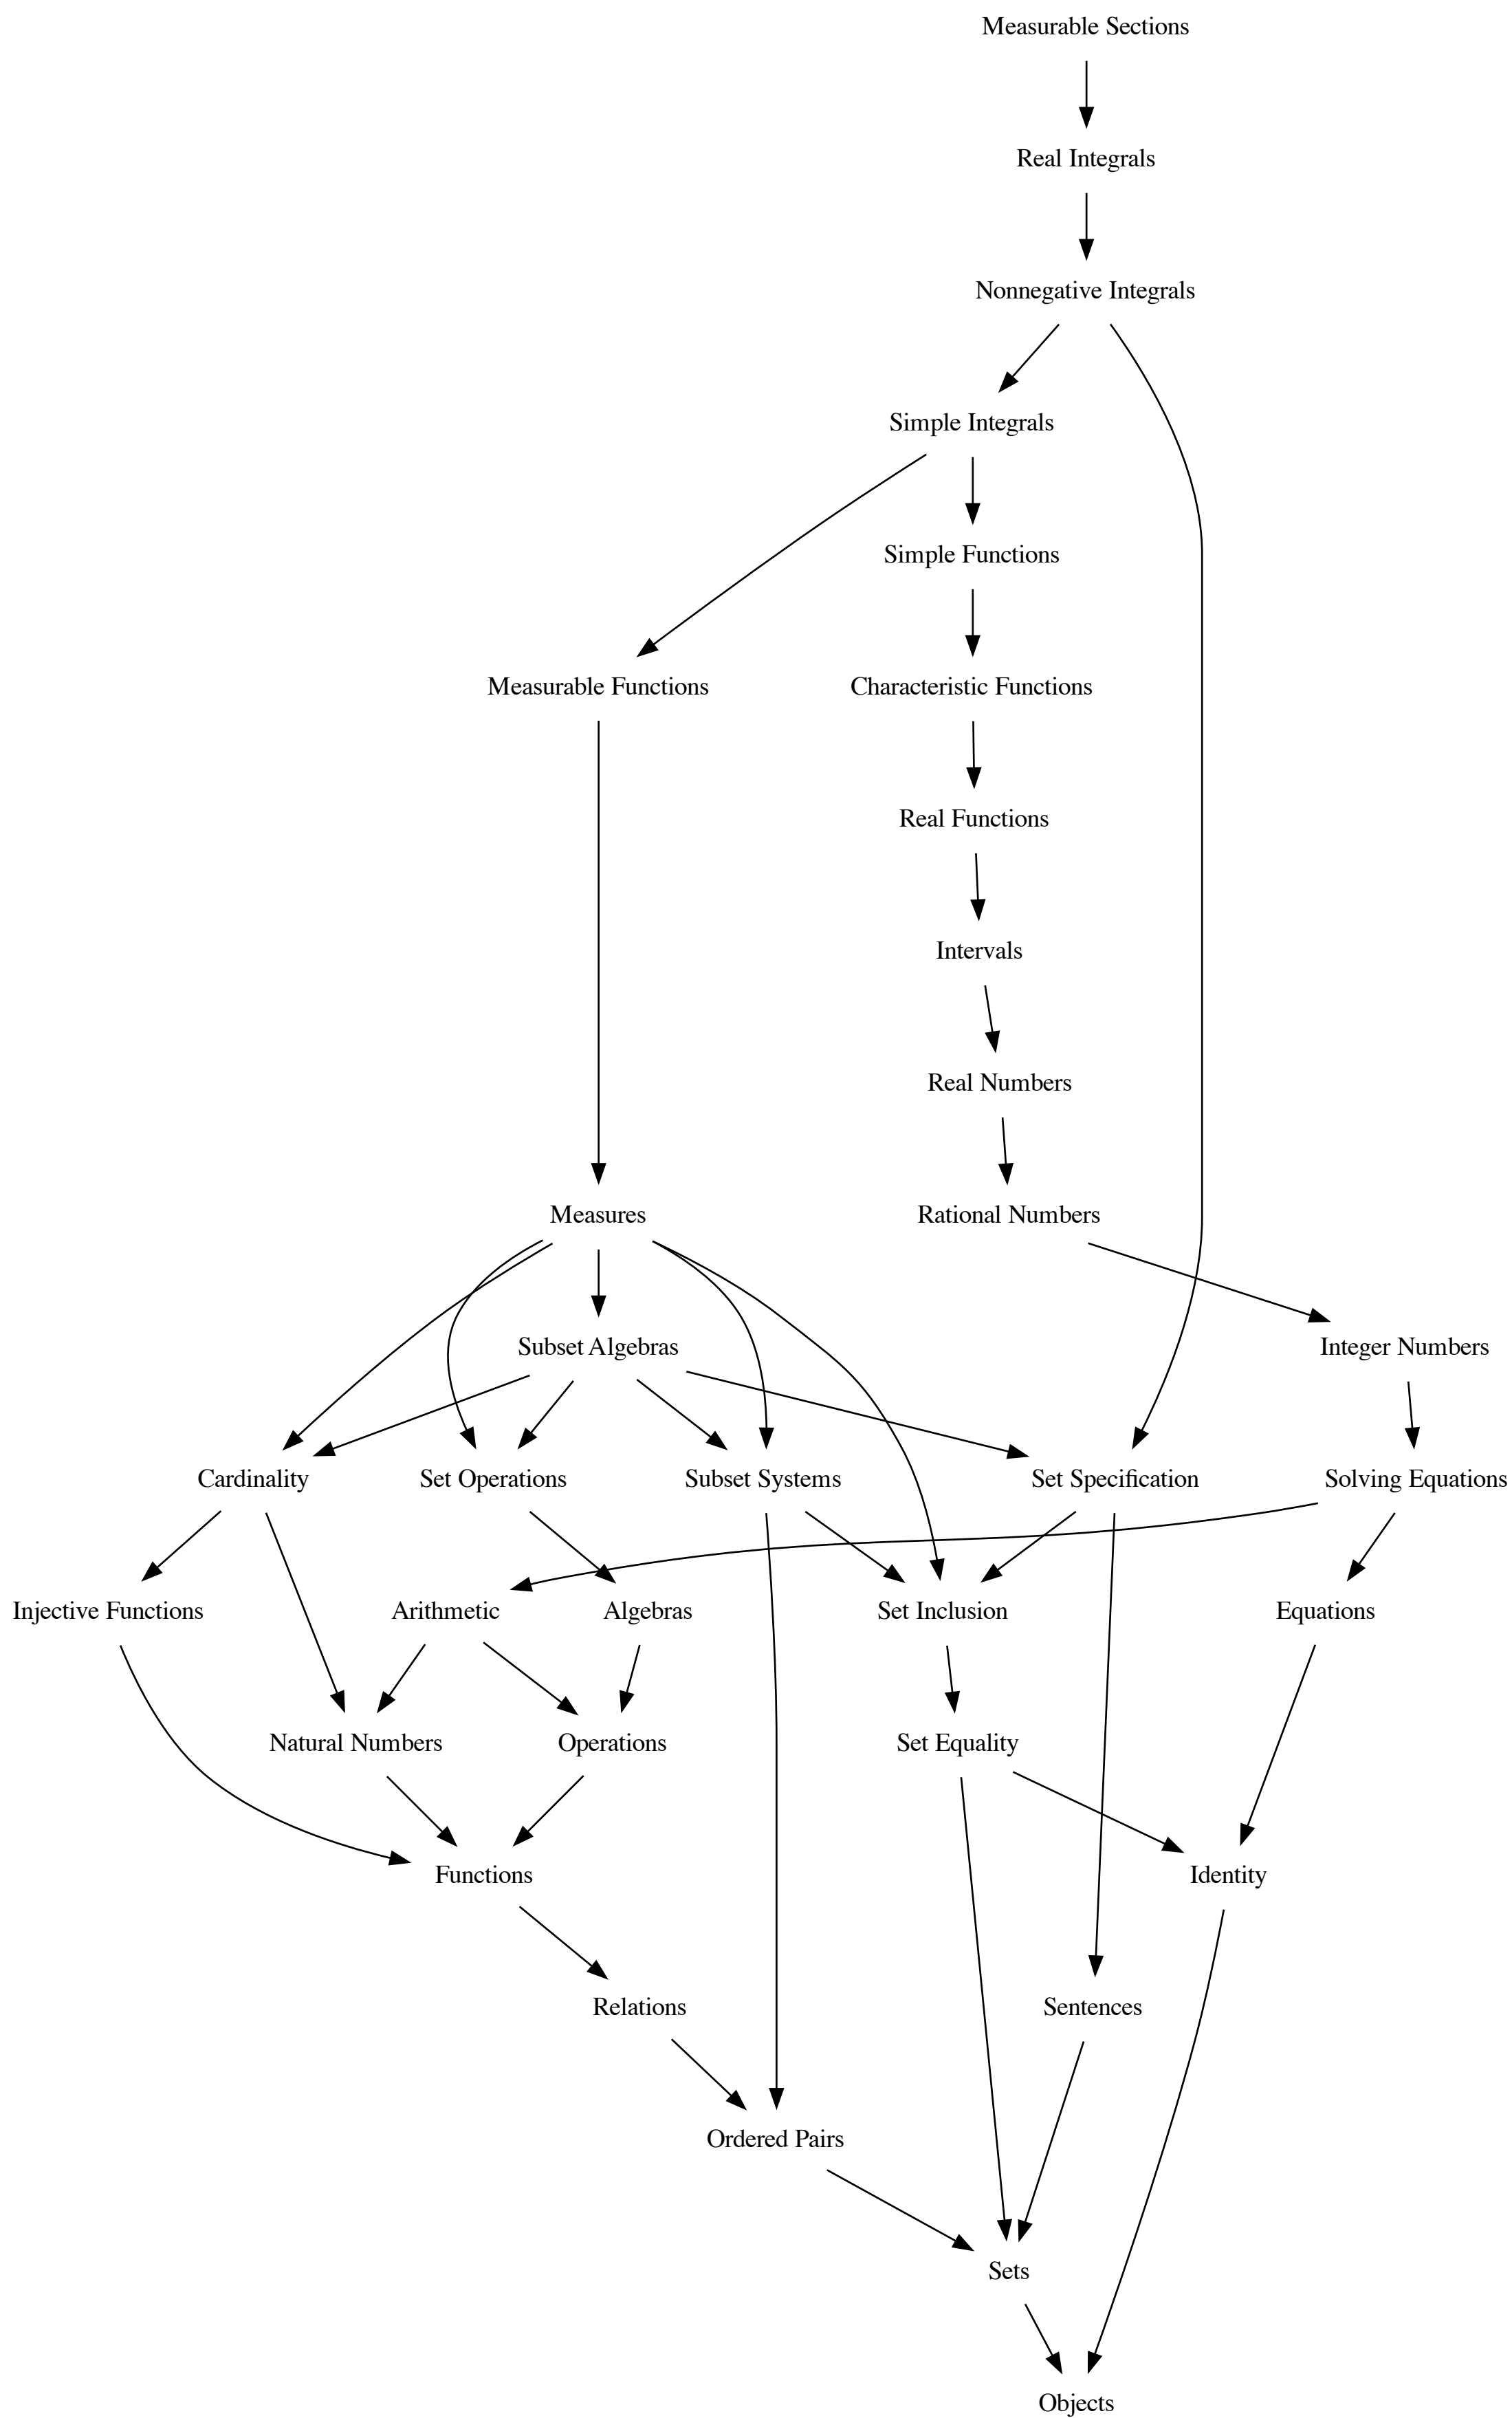 Measurable Sections
Real Integrals
Nonnegative Integrals
Simple Integrals
Simple Functions
Measurable Functions
Characteristic Functions
Real Functions
Intervals
Real Numbers
Measures
Rational Numbers
Subset Algebras
Integer Numbers
Cardinality
Set Operations
Subset Systems
Set Specification
Solving Equations
Injective Functions
Arithmetic
Algebras
Set Inclusion
Equations
Natural Numbers
Operations
Set Equality
Functions
Identity
Relations
Sentences
Ordered Pairs
Sets
Objects